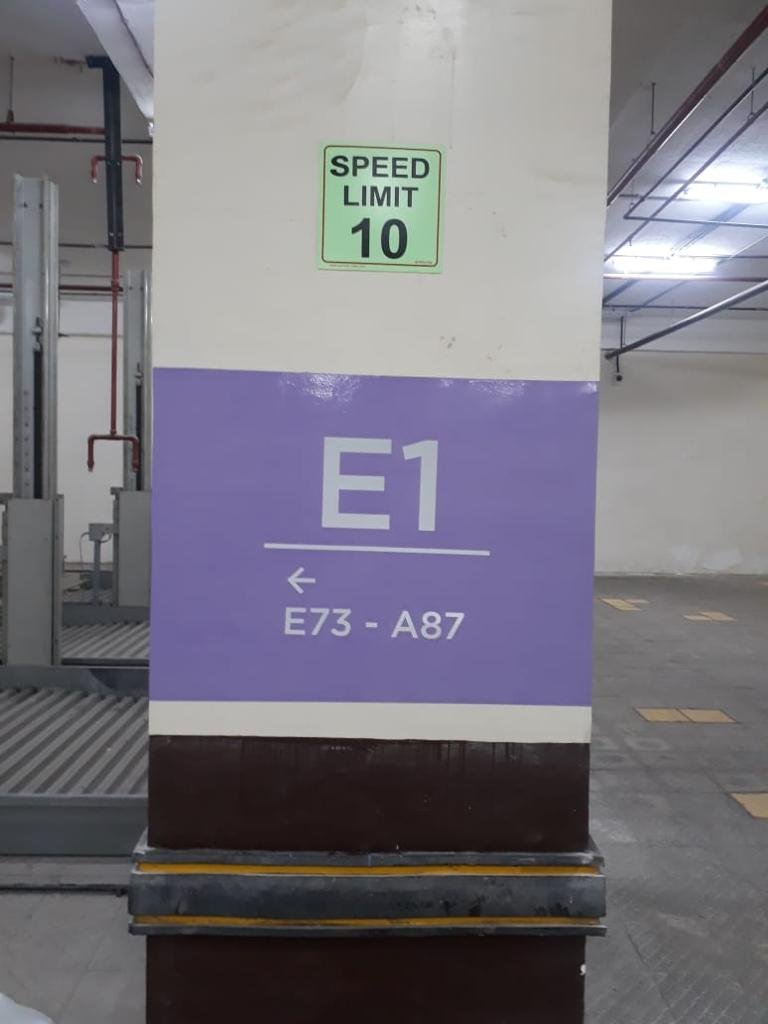 SPEED
LIMIT
10
E1
←
E73 - A87